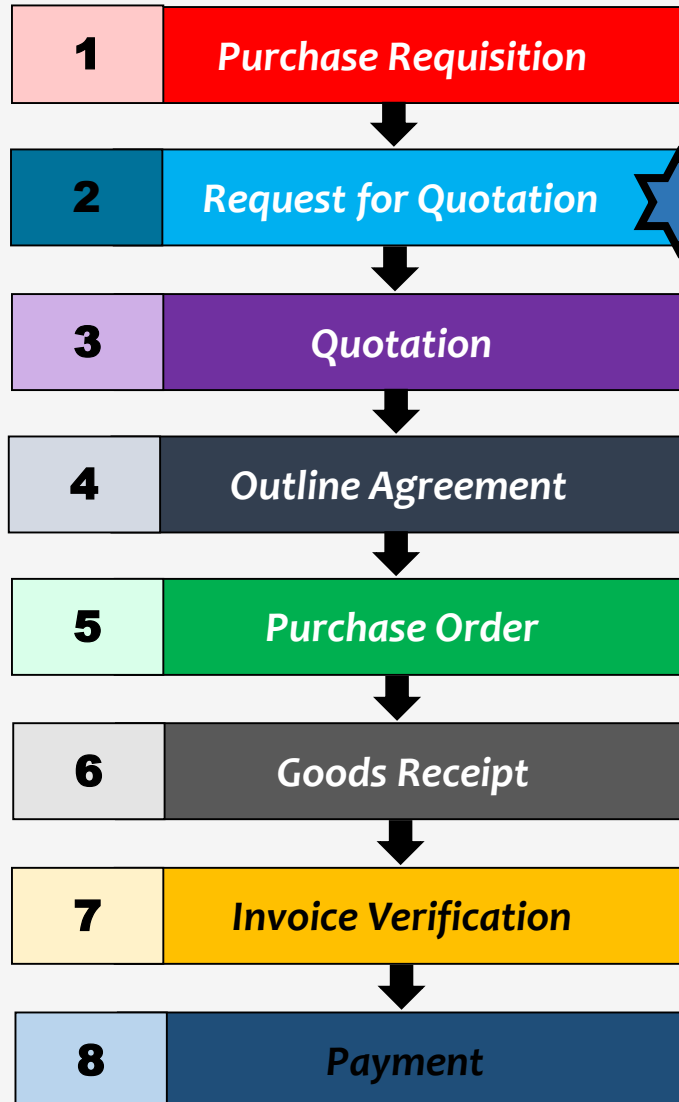 1 Purchase Requisition
2 Request for Quotation
3 Quotation
4 Outline Agreement
5 Purchase Order
6 Goods Receipt
7 Invoice Verification
8 Payment